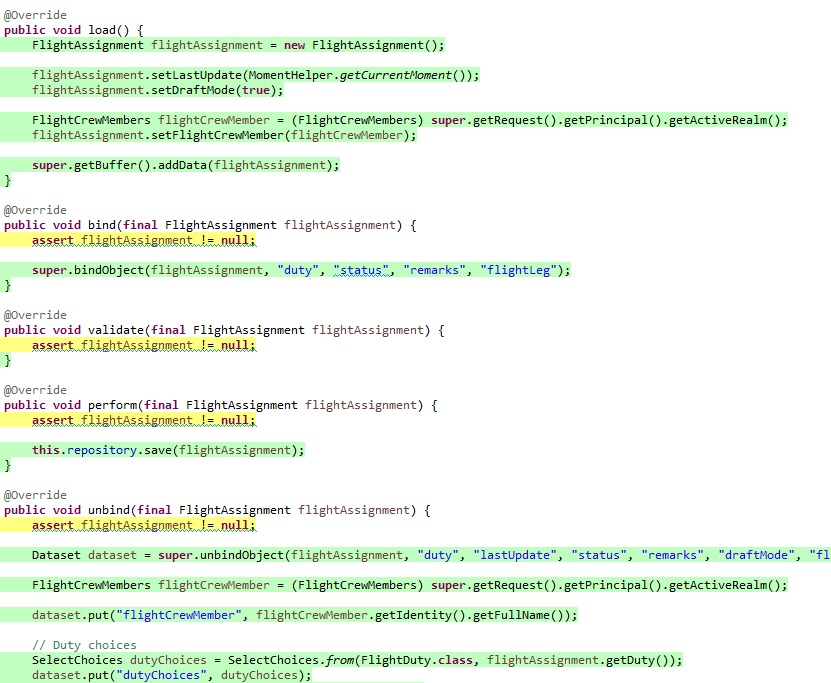 @Override
public void load() {
    FlightAssignment flightAssignment = new FlightAssignment();
    flightAssignment.setLastUpdate(MomentHelper.getCurrentMoment());
    flightAssignment.setDraftMode(true);
    FlightCrewMembers flightCrewMember = (FlightCrewMembers) super.getRequest().getPrincipal().getActiveRealm();
    flightAssignment.setFlightCrewMember(flightCrewMember);
    super.getBuffer().addData(flightAssignment);
}
@Override
public void bind(final FlightAssignment flightAssignment) {
    assert flightAssignment != null;
    super.bindObject(flightAssignment, "duty", "status", "remarks", "flightLeg");
}
@Override
public void validate(final FlightAssignment flightAssignment) {
    assert flightAssignment != null;
}
@Override
public void perform(final FlightAssignment flightAssignment) {
    assert flightAssignment != null;
    this.repository.save(flightAssignment);
}
@Override
public void unbind(final FlightAssignment flightAssignment) {
    assert flightAssignment != null;
    Dataset dataset = super.unbindObject(flightAssignment, "duty", "lastUpdate", "status", "remarks", "draftMode", "fl
    FlightCrewMembers flightCrewMember = (FlightCrewMembers) super.getRequest().getPrincipal().getActiveRealm();
    dataset.put("flightCrewMember", flightCrewMember.getIdentity().getFullName());
    // Duty choices
    SelectChoices dutyChoices = SelectChoices.from(FlightDuty.class, flightAssignment.getDuty());
    dataset.put("dutyChoices", dutyChoices);